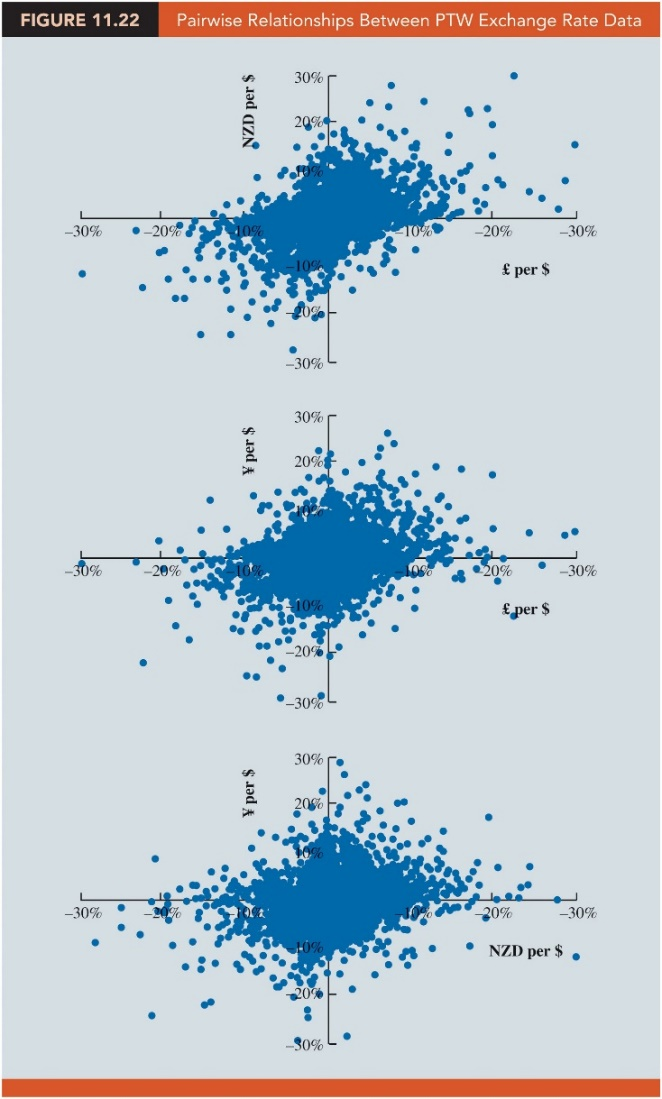 FIGURE 11.22 Pairwise Relationships Between PTW Exchange Rate Data
NZD per $
30%
20%
10%
–30% –20% –10% –10% –20% –30%
–10%
£ per $
–20%
–30%
¥ per $
30%
20%
10%
–30% –20% –10% –10% –20% –30%
–10%
£ per $
–20%
–30%
¥ per $
30%
20%
10%
–30% –20% –10% –10% –20% –30%
–10%
NZD per $
–20%
–30%